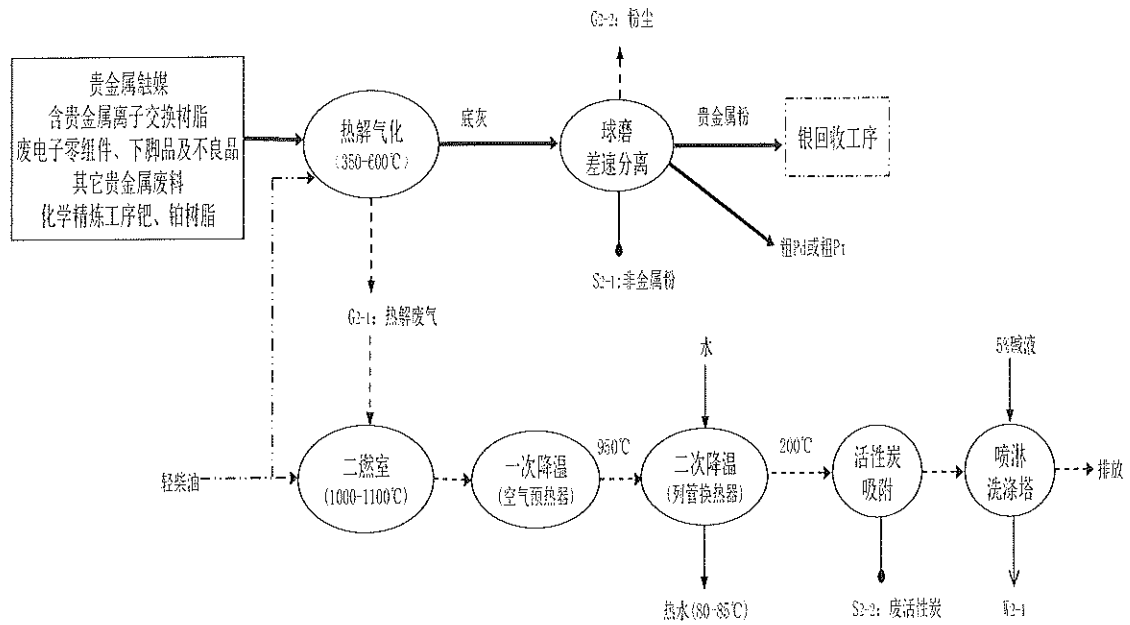 G2-2：粉尘
贵金属触媒
含贵金属离子交换树脂
废电子零组件、下脚品及不良品
其它贵金属废料
化学精炼工序钯、铂树脂
热解气化
(350-600℃)
底灰
球磨
差速分离
贵金属粉
银回收工序
粗Pd或粗Pt
S2-1:非金属粉
G2-1：热解废气
水
5%碱液
轻柴油
二燃室
(1000-1100℃)
一次降温
(空气预热器)
950℃
二次降温
(列管换热器)
200℃
活性炭
吸附
喷淋
洗涤塔
排放
热水(80-85℃)
S2-2：废活性炭
W2-1